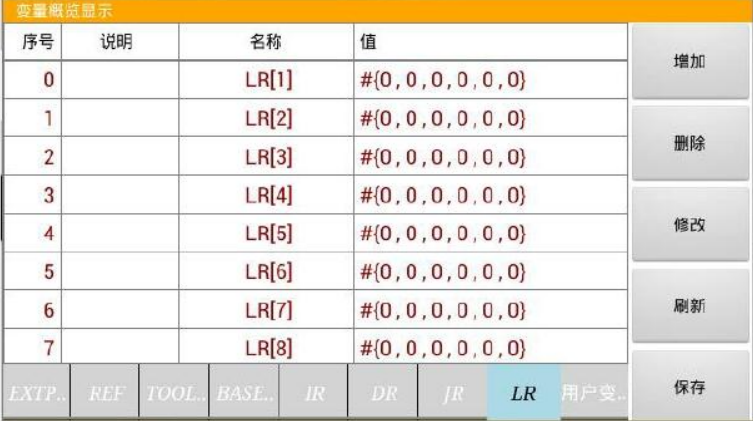 变量概览显示
序号 说明 名称 值
0 LR[1] #{0,0,0,0,0,0}
1 LR[2] #{0,0,0,0,0,0}
2 LR[3] #{0,0,0,0,0,0}
3 LR[4] #{0,0,0,0,0,0}
4 LR[5] #{0,0,0,0,0,0}
5 LR[6] #{0,0,0,0,0,0}
6 LR[7] #{0,0,0,0,0,0}
7 LR[8] #{0,0,0,0,0,0}
EXTP.. REF TOOL.. BASE.. IR DR JR LR 用户变..
增加
删除
修改
刷新
保存